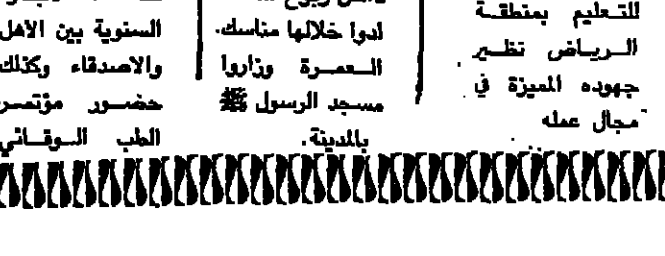 للتعليم بمنطقة
الرياض نظير
جهوده المميزة في
مجال عمله
ادوا خلالها مناسك
العمرة وزاروا
مسجد الرسول ﷺ
بالمدينة.
السنوية بين الاهل
والاصدقاء وكذلك
حضور مؤتمر
الطب الوقائي